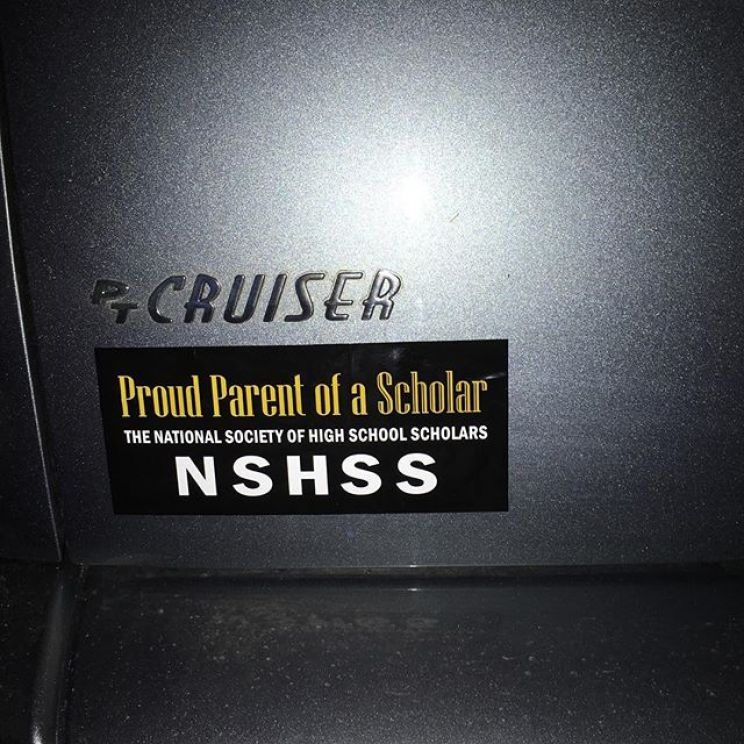 PT CRUISER
Proud Parent of a Scholar
THE NATIONAL SOCIETY OF HIGH SCHOOL SCHOLARS
NSHSS